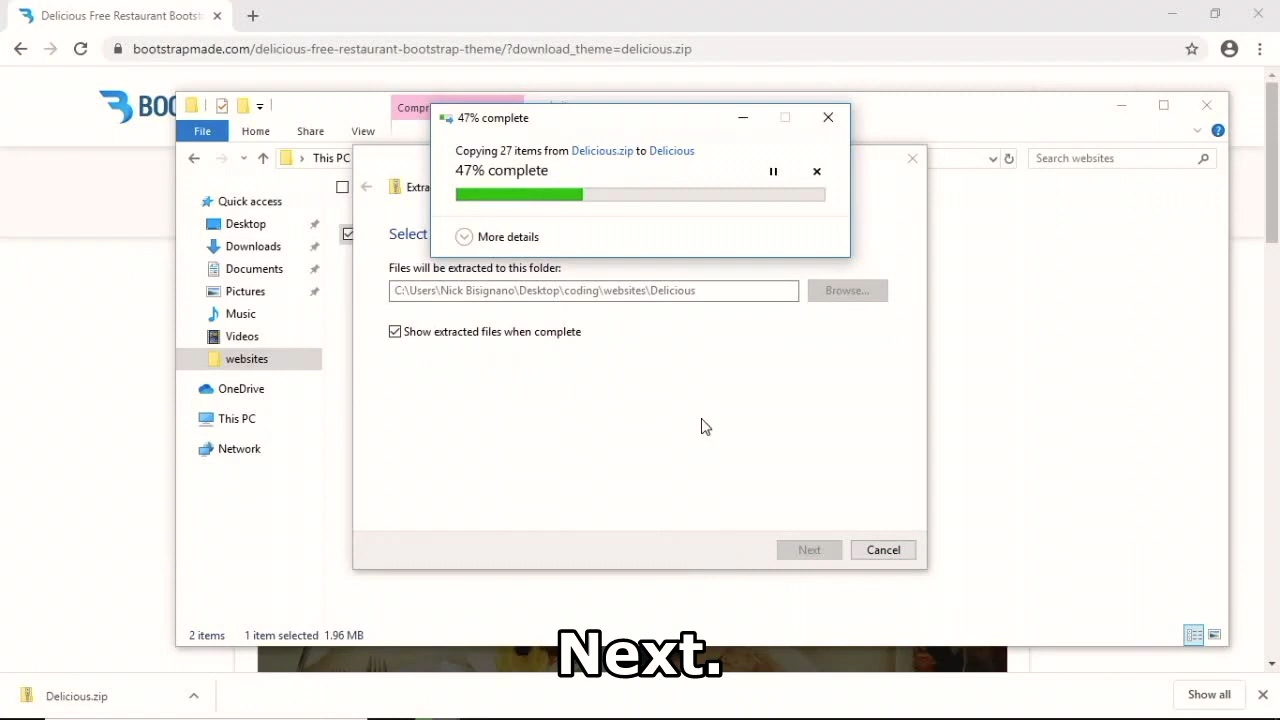 Delicious Free Restaurant Bootst
bootstrapmade.com/delicious-free-restaurant-bootstrap-theme/?download_theme=delicious.zip
BOO
Compr
47% complete
File
Home
Share
View
Copying 27 items from Delicious.zip to Delicious
This PC
Search websites
47% complete
Extra
Quick access
Desktop
Select
More details
Downloads
Documents
Files will be extracted to this folder:
Pictures
C:\Users\Nick Bisignano\Desktop\coding\websites\Delicious
Browse...
Music
Show extracted files when complete
Videos
websites
OneDrive
This PC
Network
Next
Cancel
2 items
1 item selected 1.96 MB
Next.
Delicious.zip
Show all